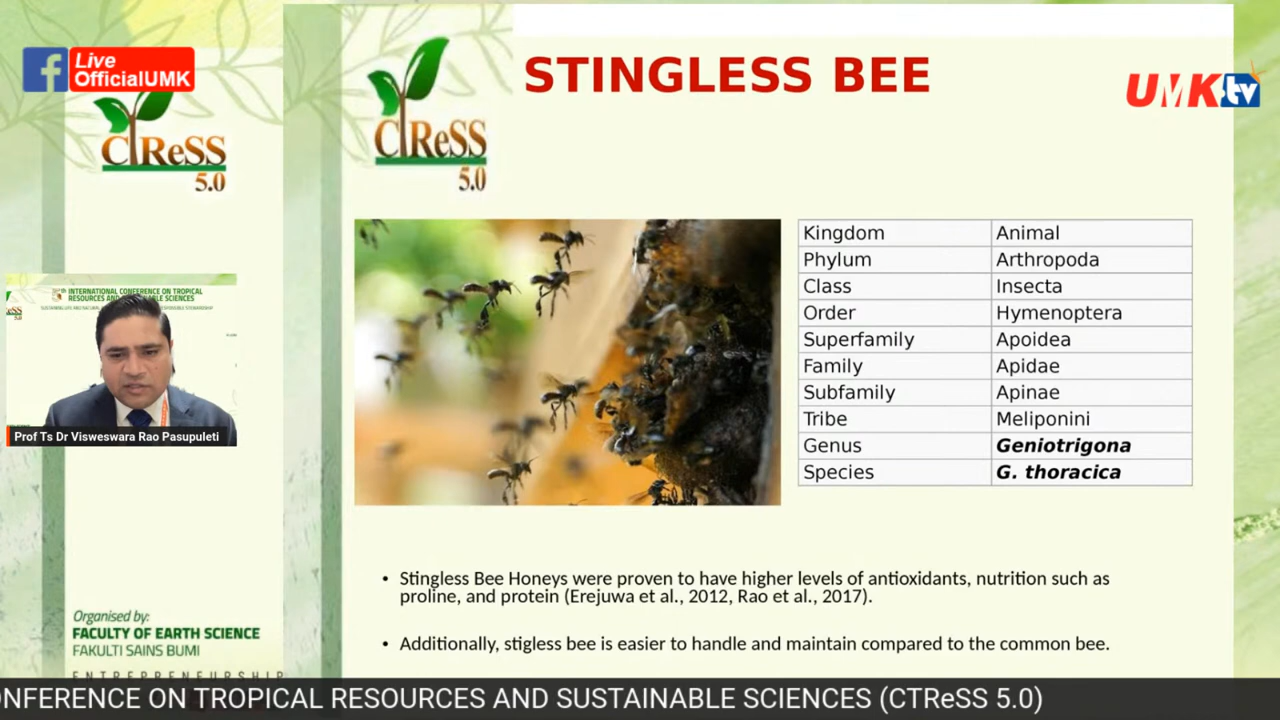 Live
OfficialUMK
CTReSS
5.0
CTReSS
5.0
STINGLESS BEE
UMK tv
Kingdom Animal
Phylum Arthropoda
Class Insecta
Order Hymenoptera
Superfamily Apoidea
Family Apidae
Subfamily Apinae
Tribe Meliponini
Genus Geniotrigona
Species G. thoracica
INTERNATIONAL CONFERENCE ON TROPICAL
Prof Ts Dr Visweswara Rao Pasupuleti
• Stingless Bee Honeys were proven to have higher levels of antioxidants, nutrition such as
proline, and protein (Erejuwa et al., 2012, Rao et al., 2017).
• Additionally, stigless bee is easier to handle and maintain compared to the common bee.
Organised by:
FACULTY OF EARTH SCIENCE
FAKULTI SAINS BUMI
ENTREPRENEURSHIP
ONFERENCE ON TROPICAL RESOURCES AND SUSTAINABLE SCIENCES (CTReSS 5.0)